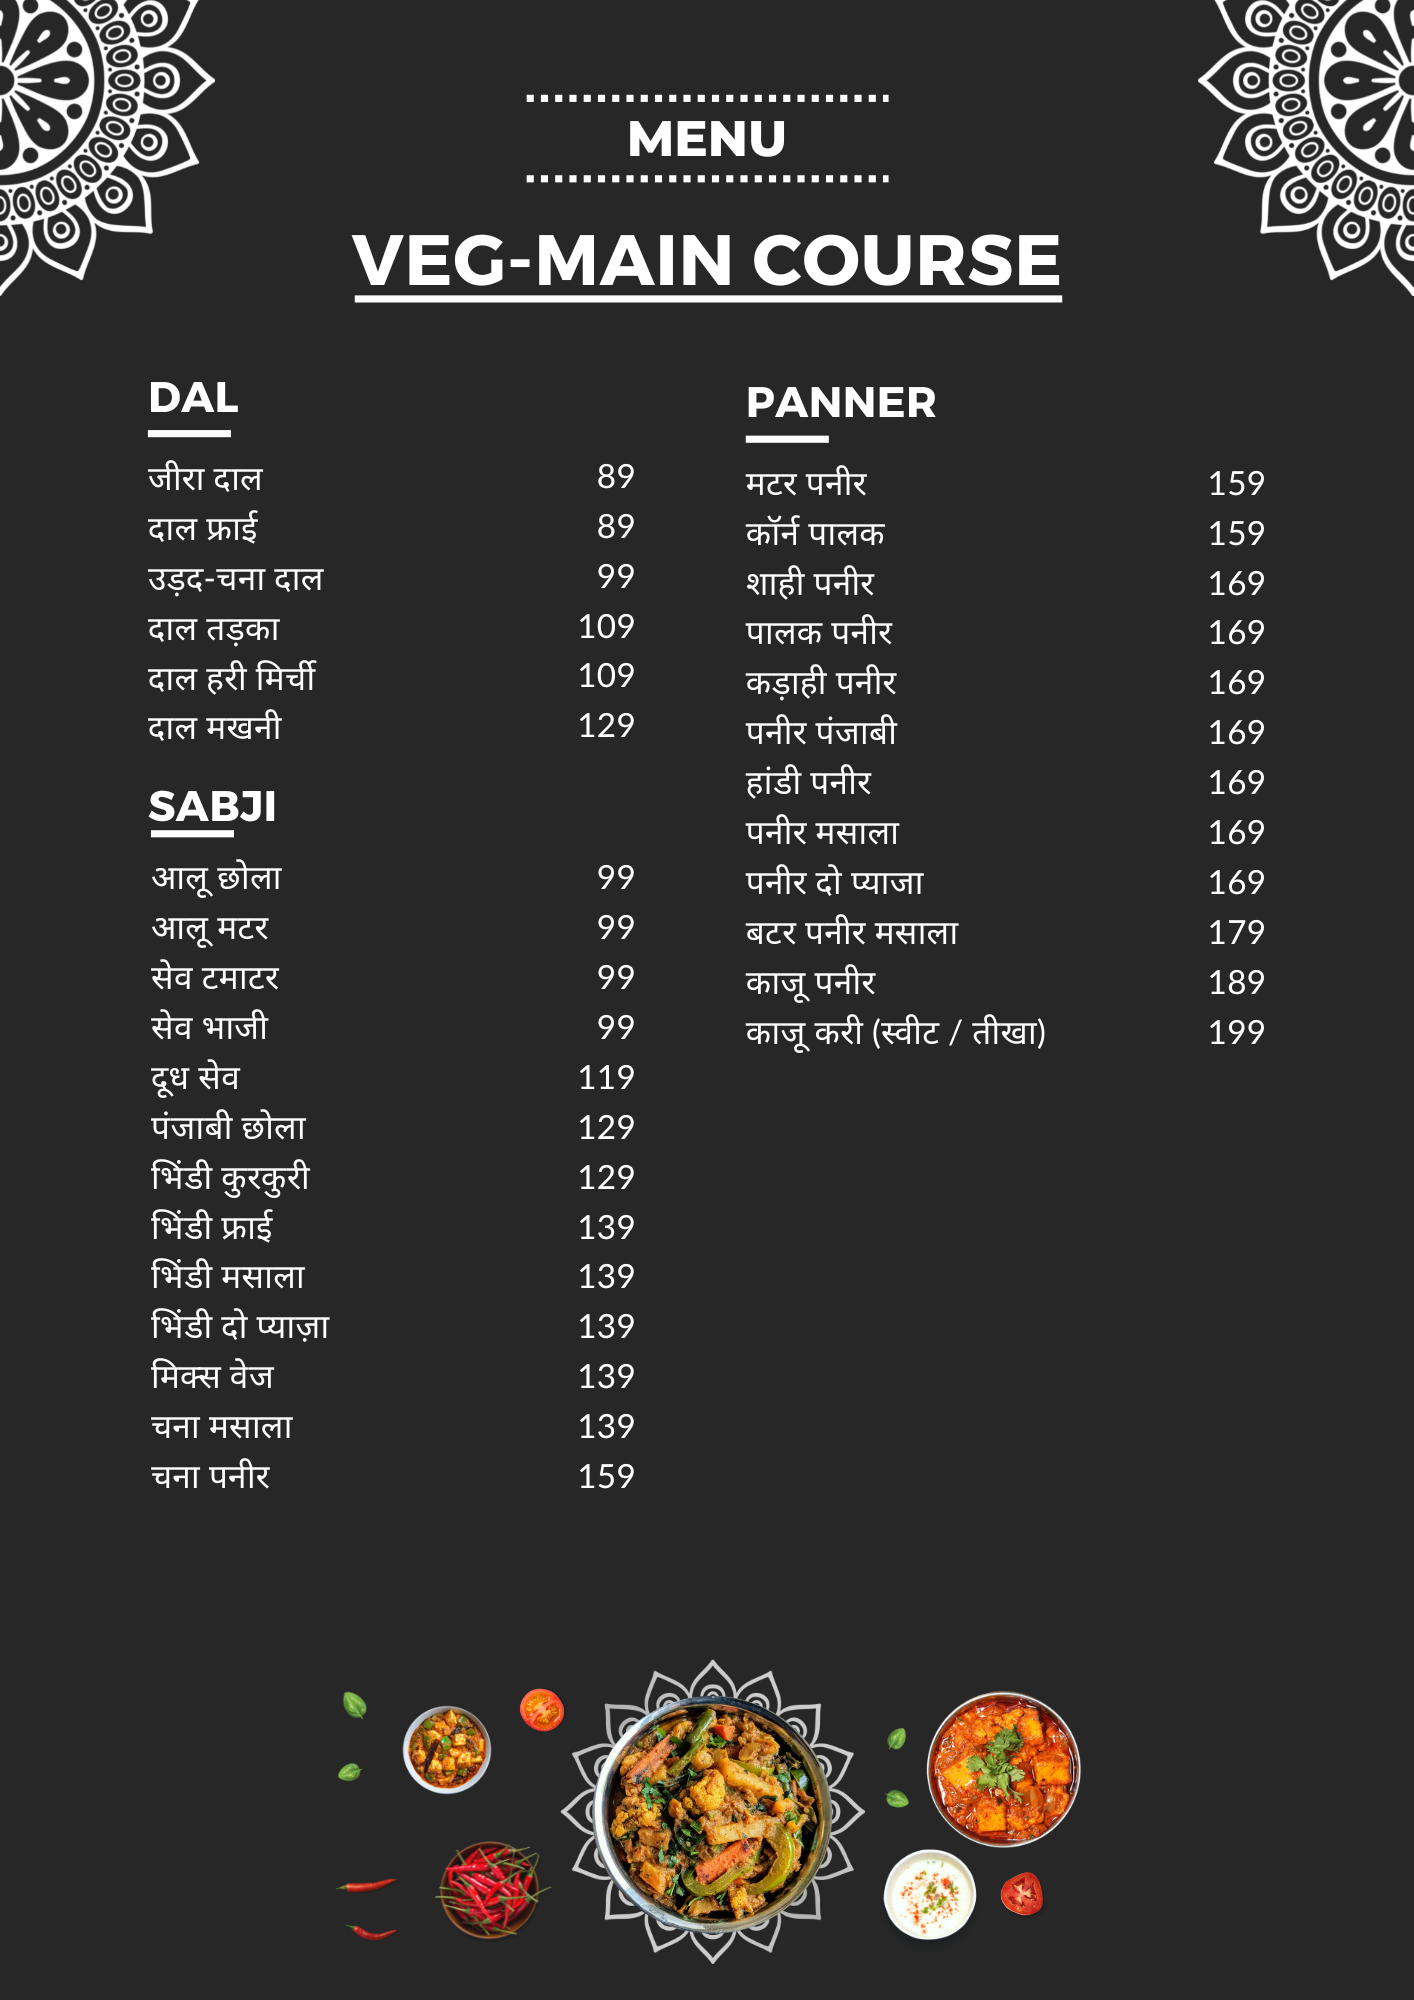 MENU
VEG-MAIN COURSE
DAL
जीरा दाल 89
दाल फ्राई 89
उड़द-चना दाल 99
दाल तड़का 109
दाल हरी मिर्ची 109
दाल मखनी 129
SABJI
आलू छोला 99
आलू मटर 99
सेव टमाटर 99
सेव भाजी 99
दूध सेव 119
पंजाबी छोला 129
भिंडी कुरकुरी 129
भिंडी फ्राई 139
भिंडी मसाला 139
भिंडी दो प्याज़ा 139
मिक्स वेज 139
चना मसाला 139
चना पनीर 159
PANNER
मटर पनीर 159
कॉर्न पालक 159
शाही पनीर 169
पालक पनीर 169
कड़ाही पनीर 169
पनीर पंजाबी 169
हांडी पनीर 169
पनीर मसाला 169
पनीर दो प्याजा 169
बटर पनीर मसाला 179
काजू पनीर 189
काजू करी (स्वीट / तीखा) 199